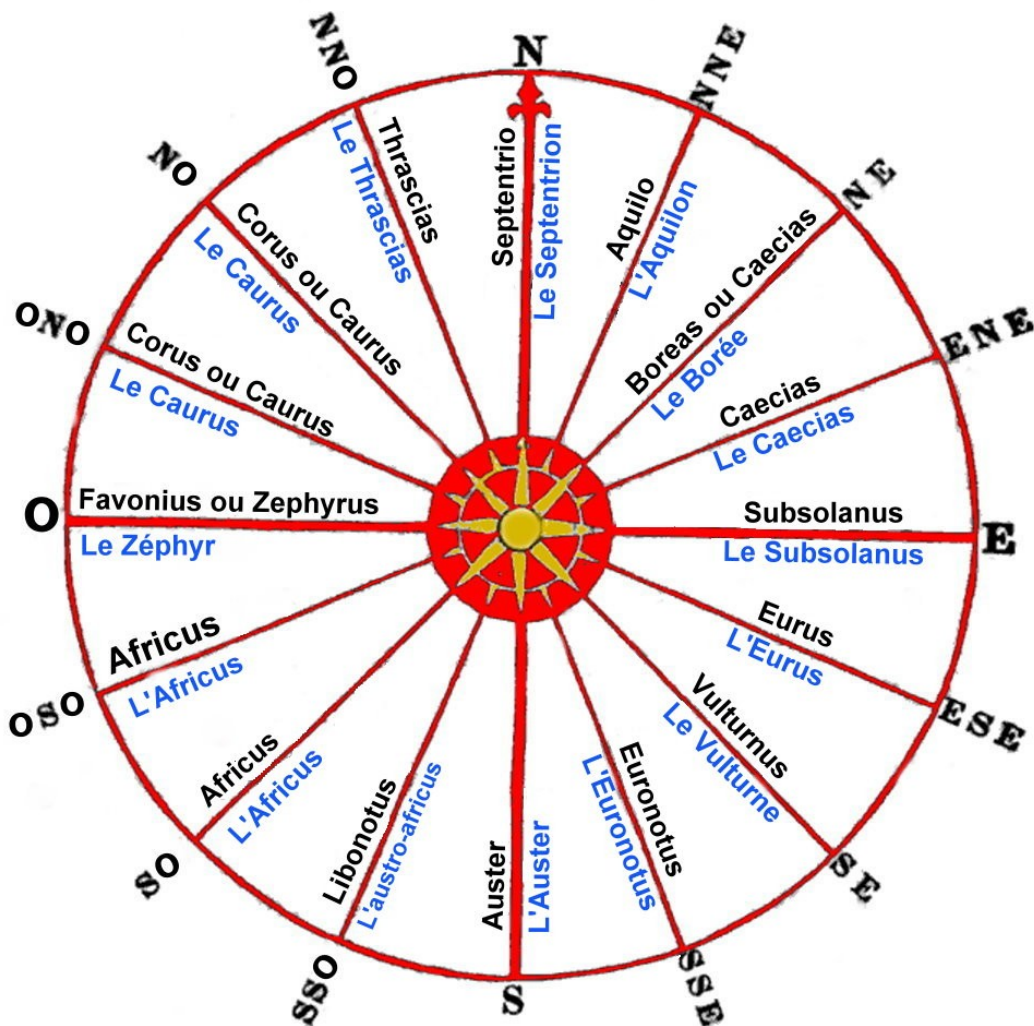 N
Septentrio
Le Septentrion
NNE
Aquilo
L'Aquilon
NE
Boreas ou Caecias
Le Borée
ENE
Caecias
Le Caecias
E
Subsolanus
Le Subsolanus
ESE
Eurus
L'Eurus
SE
Vulturnus
Le Vulturne
SSE
Euronotus
L'Euronotus
S
Auster
L'Auster
SSO
Libonotus
L'austro-africus
SO
Africus
L'Africus
OSO
Africus
L'Africus
O
Favonius ou Zephyrus
Le Zéphyr
ONO
Corus ou Caurus
Le Caurus
NO
Corus ou Caurus
Le Caurus
NNO
Thrascias
Le Thrascias